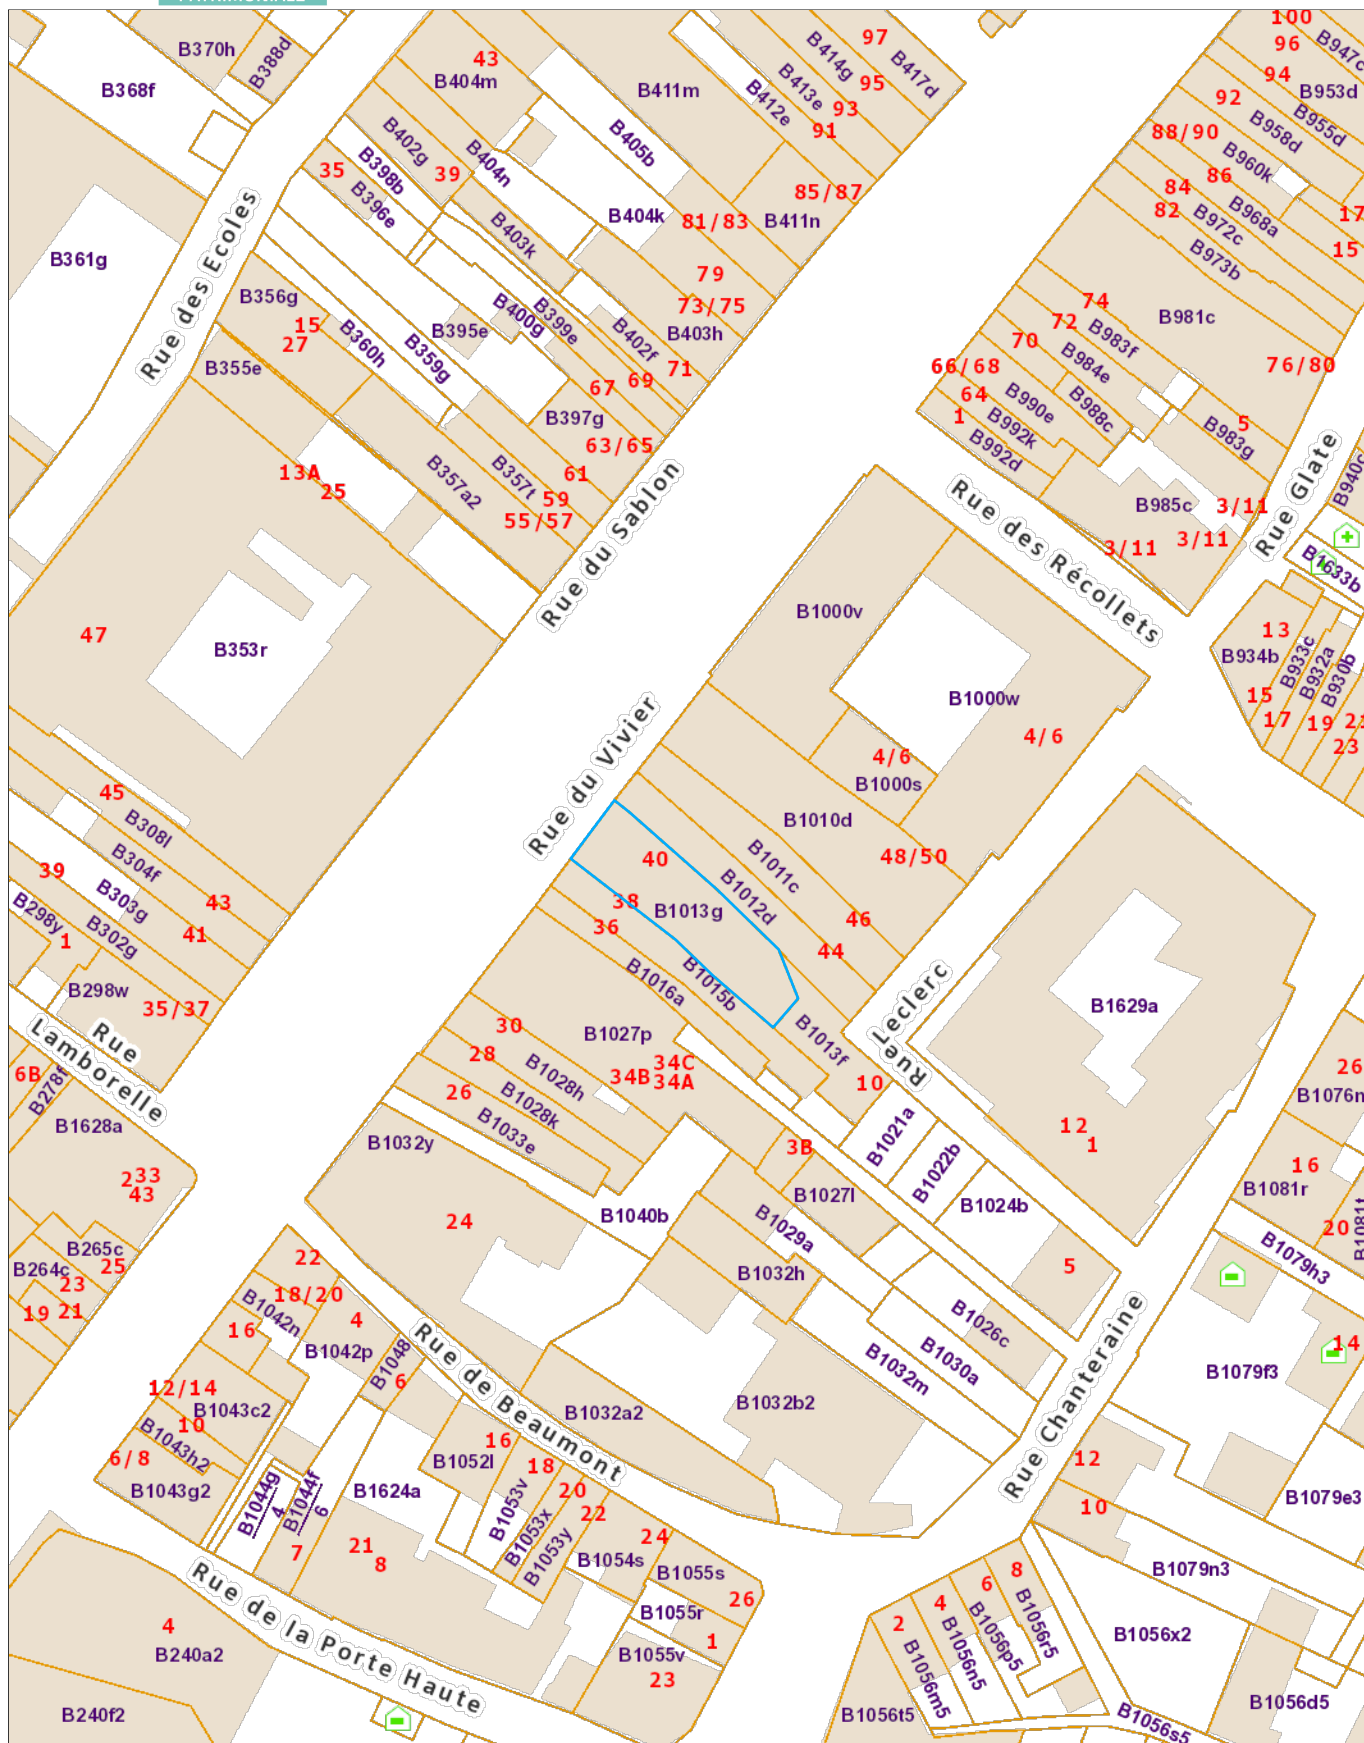 B370h
B388d
B368f
B361g
Rue des Ecoles
43
B404m
B402g
B398b
35
B396e
39
B404n
B405b
B411m
B404k
B403k
97
B414g
B417d
B413e
95
B412e
93
91
85/87
81/83
B411n
79
73/75
B403h
71
B402f
69
B399e
67
B400g
B395e
B359g
B360h
B356g
15
27
B355e
B397g
63/65
61
B357t
59
55/57
B357a2
13A
25
47
B353r
Rue du Sablon
Rue du Vivier
100
96
B947c
94
B953d
92
B955d
B958d
88/90
B960k
86
84
82
B968a
B972c
B973b
17
15
74
72
B983f
B981c
70
B984e
76/80
66/68
64
B990e
B988c
1
B992k
B992d
5
B983g
B985c
3/11
3/11
3/11
Rue Glate
B940c
B1633b
Rue des Récollets
13
B934b
B933c
B932a
B930b
15
17
19
21
23
B1000v
B1000w
4/6
4/6
B1000s
B1010d
48/50
B1011c
B1012d
46
44
40
38
B1013g
36
B1015b
B1016a
B1013f
10
Rue Leclerc
B1629a
12
1
45
B308l
B304f
39
B303g
43
41
B298y
1
B302g
B298w
35/37
Rue
Lamborelle
6B
B278f
B1628a
233
43
B265c
25
B264c
23
19
21
30
B1027p
28
B1028h
34C
34B
34A
26
B1028k
B1033e
B1032y
24
B1040b
3B
B1027l
B1029a
B1032h
B1021a
B1022b
B1024b
5
B1026c
B1030a
B1032m
B1032b2
B1032a2
26
B1076n
16
B1081r
20
B1081t
B1079h3
14
B1079f3
Rue Chanteraine
12
10
B1079e3
B1079n3
22
18/20
B1042n
4
16
B1042p
B1048
6
12/14
B1043c2
10
B1043h2
6/8
B1043g2
B1044g
4
B1044f
6
7
B1624a
21
8
Rue de Beaumont
16
B1052l
18
B1053v
20
B1053x
22
B1053y
24
B1054s
B1055s
26
B1055r
1
B1055v
23
Rue de la Porte Haute
4
B240a2
B240f2
8
6
4
2
B1056r5
B1056p5
B1056n5
B1056m5
B1056t5
B1056x2
B1056s5
B1056d5